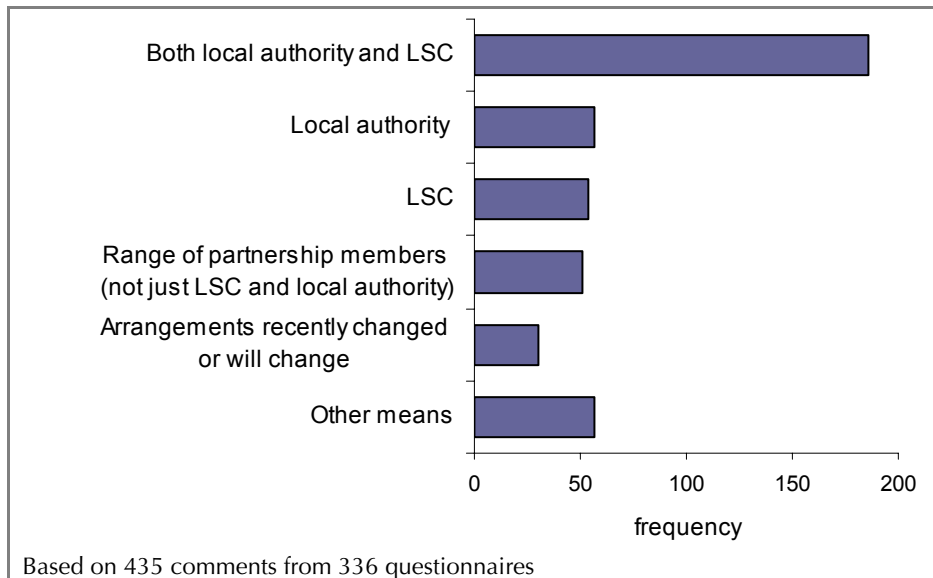 Both local authority and LSC
Local authority
LSC
Range of partnership members
(not just LSC and local authority)
Arrangements recently changed
or will change
Other means
0 50 100 150 200
frequency
Based on 435 comments from 336 questionnaires